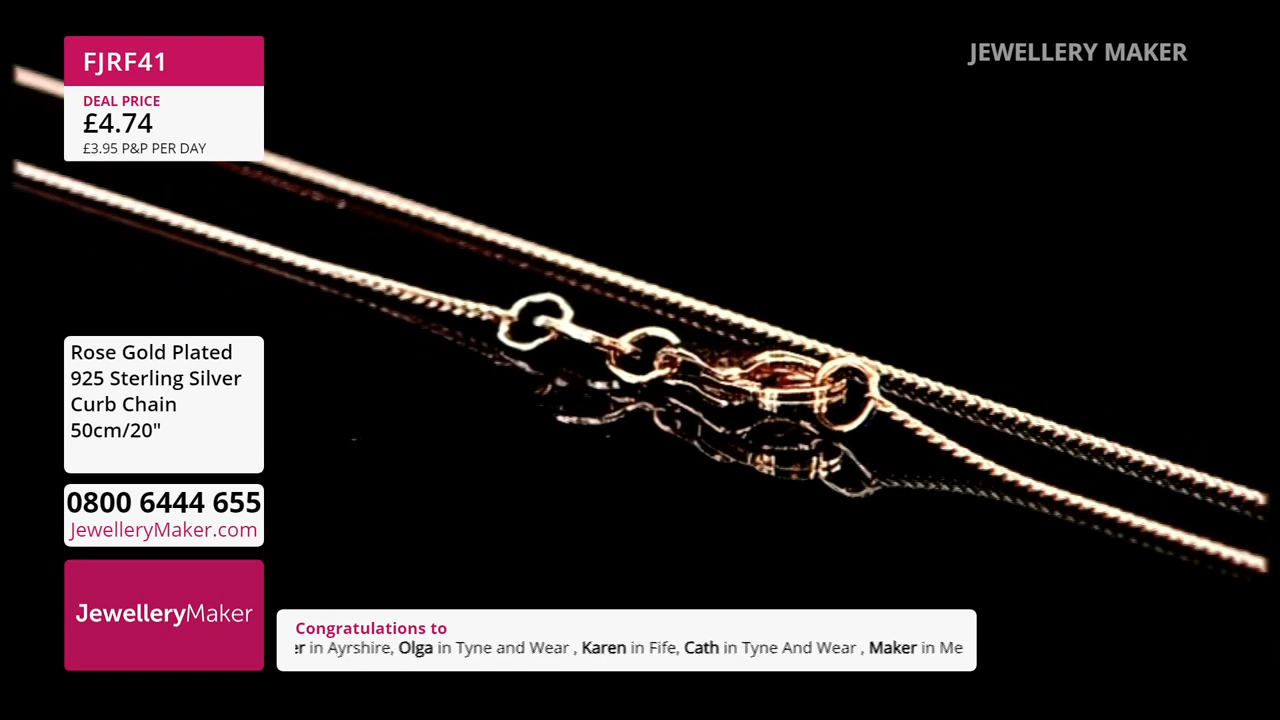 FJRF41
DEAL PRICE
£4.74
£3.95 P&P PER DAY
JEWELLERY MAKER
Rose Gold Plated
925 Sterling Silver
Curb Chain
50cm/20"
0800 6444 655
JewelleryMaker.com
JewelleryMaker
Congratulations to
er in Ayrshire, Olga in Tyne and Wear , Karen in Fife, Cath in Tyne And Wear , Maker in Me